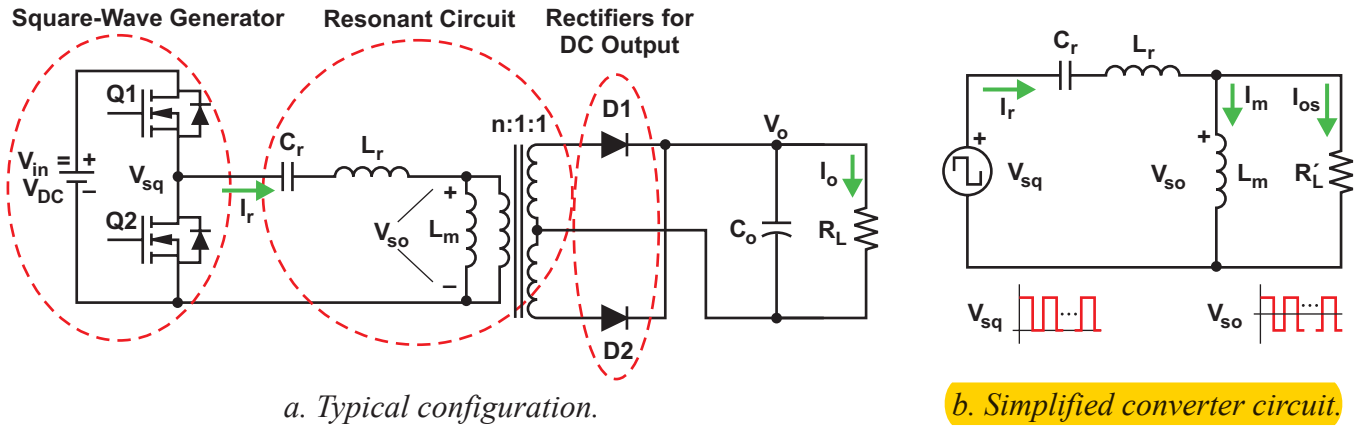 Square-Wave Generator
Resonant Circuit
Rectifiers for
DC Output
Q1
Vin =
VDC
+
−
Vsq
Q2
Ir
Cr
Lr
+
Vso
Lm
−
n:1:1
D1
D2
Vo
Io
Co
RL
a. Typical configuration.
Cr
Lr
Ir
Im
Ios
+
Vsq
+
Vso
Lm
R′L
Vsq
...
Vso
...
b. Simplified converter circuit.